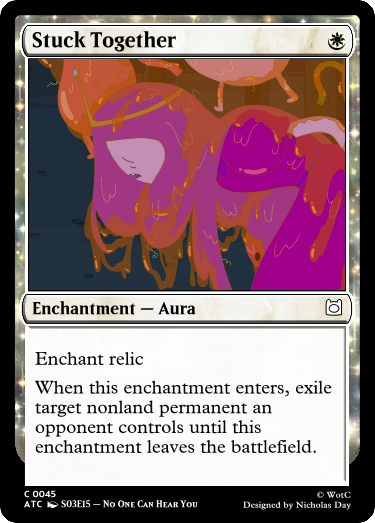 Stuck Together
Enchantment — Aura
Enchant relic
When this enchantment enters, exile
target nonland permanent an
opponent controls until this
enchantment leaves the battlefield.
C 0045
© WotC
ATC S03E15 – No One Can Hear You
Designed by Nicholas Day